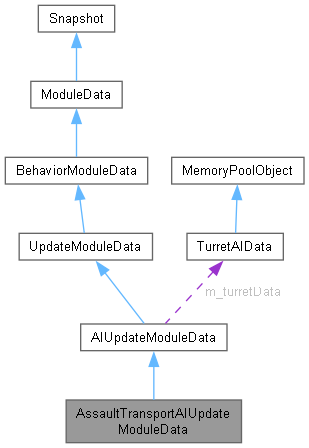 Snapshot
ModuleData
BehaviorModuleData
MemoryPoolObject
UpdateModuleData
TurretAIData
m_turretData
AIUpdateModuleData
AssaultTransportAIUpdate
ModuleData